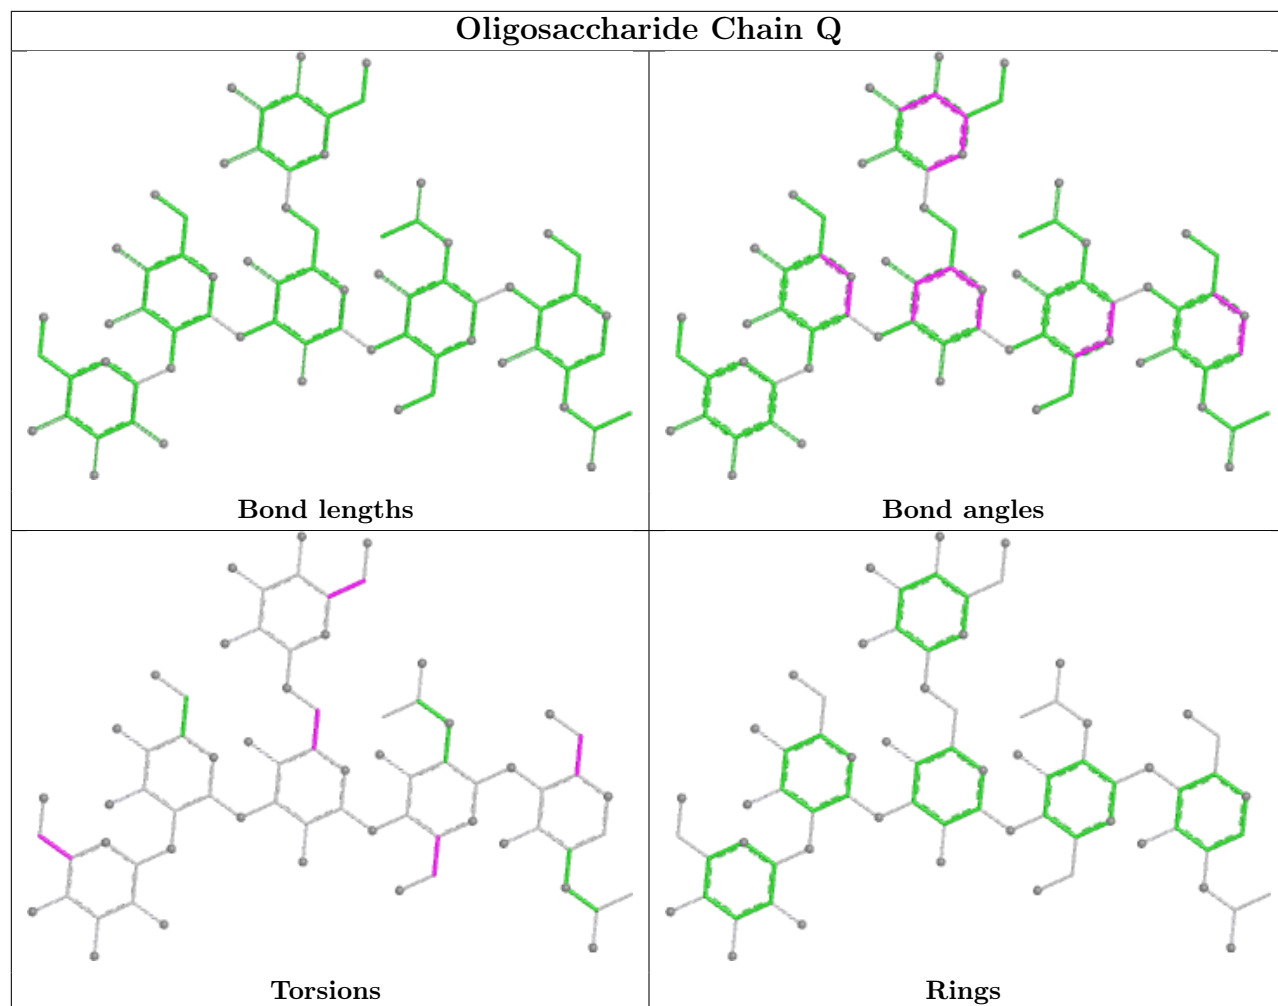 Oligosaccharide Chain Q
Bond lengths
Bond angles
Torsions
Rings